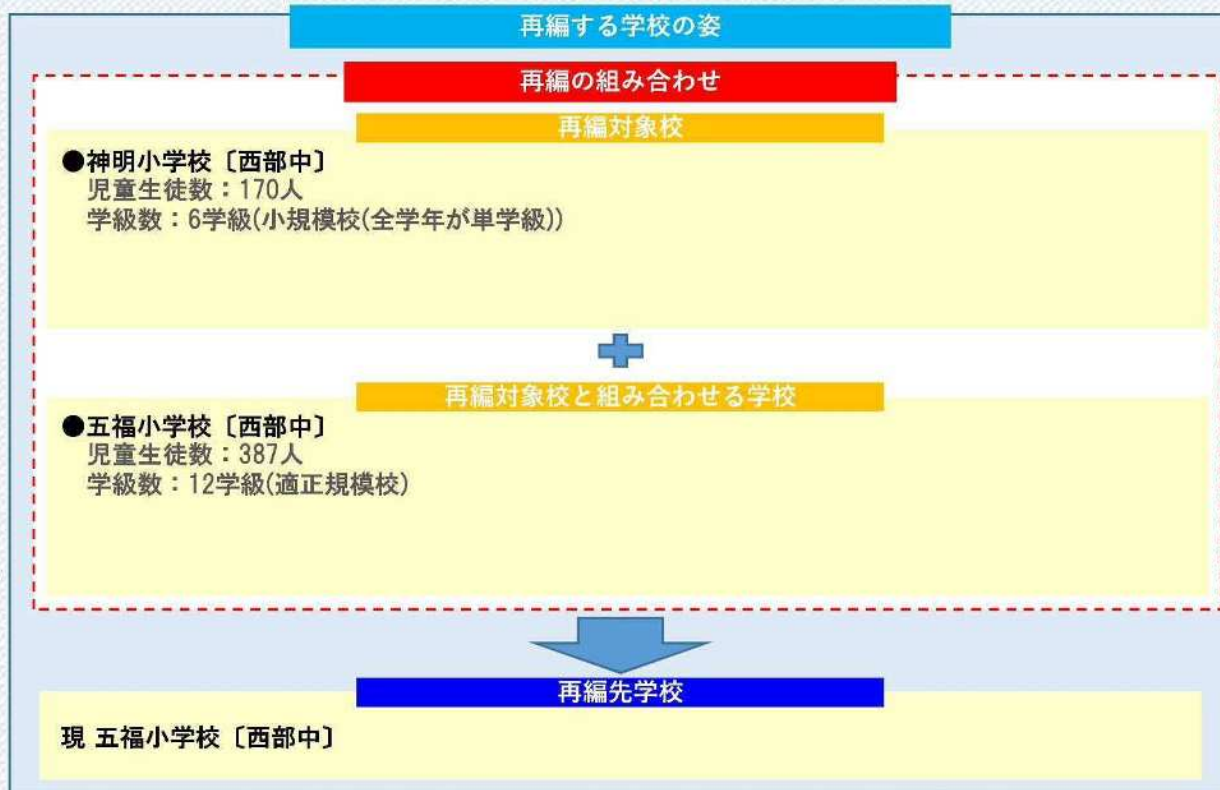 再編する学校の姿
再編の組み合わせ
再編対象校
●神明小学校〔西部中〕
児童生徒数：170人
学級数：6学級(小規模校(全学年が単学級))
再編対象校と組み合わせる学校
●五福小学校〔西部中〕
児童生徒数：387人
学級数：12学級(適正規模校)
再編先学校
現 五福小学校〔西部中〕